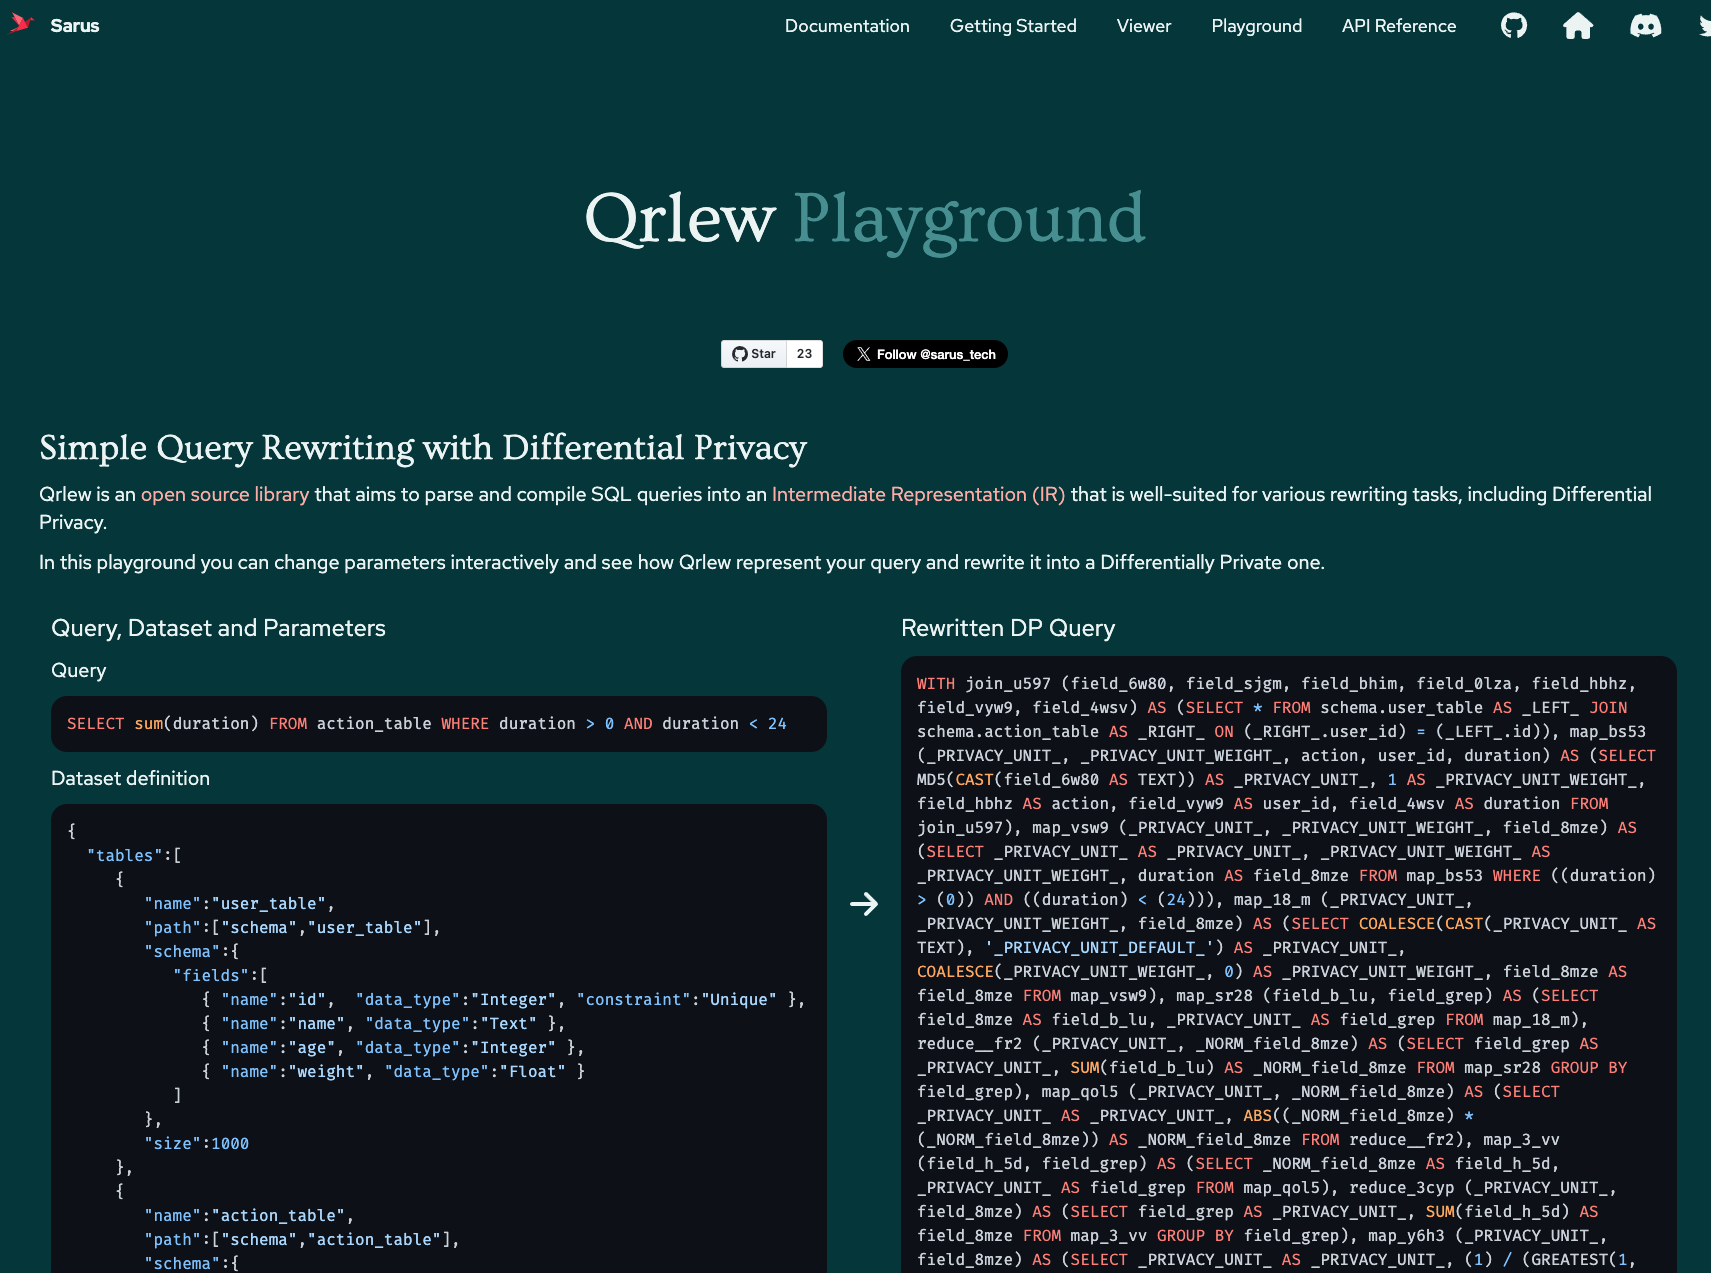 Sarus
Documentation Getting Started Viewer Playground API Reference
Qrlew Playground
Star 23 Follow @sarus_tech
Simple Query Rewriting with Differential Privacy
Qrlew is an open source library that aims to parse and compile SQL queries into an Intermediate Representation (IR) that is well-suited for various rewriting tasks, including Differential
Privacy.
In this playground you can change parameters interactively and see how Qrlew represent your query and rewrite it into a Differentially Private one.
Query, Dataset and Parameters
Query
SELECT sum(duration) FROM action_table WHERE duration > 0 AND duration < 24
Dataset definition
{
"tables":[
{
"name":"user_table",
"path":["schema","user_table"],
"schema":{
"fields":[
{ "name":"id", "data_type":"Integer", "constraint":"Unique" },
{ "name":"name", "data_type":"Text" },
{ "name":"age", "data_type":"Integer" },
{ "name":"weight", "data_type":"Float" }
]
},
"size":1000
},
{
"name":"action_table",
"path":["schema","action_table"],
"schema":{
Rewritten DP Query
WITH join_u597 (field_6w80, field_sjgm, field_bhim, field_0lza, field_hbhz,
field_vyw9, field_4wsv) AS (SELECT * FROM schema.user_table AS _LEFT_ JOIN
schema.action_table AS _RIGHT_ ON (_RIGHT_.user_id) = (_LEFT_.id)), map_bs53
(_PRIVACY_UNIT_, _PRIVACY_UNIT_WEIGHT_, action, user_id, duration) AS (SELECT
MD5(CAST(field_6w80 AS TEXT)) AS _PRIVACY_UNIT_, 1 AS _PRIVACY_UNIT_WEIGHT_,
field_hbhz AS action, field_vyw9 AS user_id, field_4wsv AS duration FROM
join_u597), map_vsw9 (_PRIVACY_UNIT_, _PRIVACY_UNIT_WEIGHT_, field_8mze) AS
(SELECT _PRIVACY_UNIT_ AS _PRIVACY_UNIT_, _PRIVACY_UNIT_WEIGHT_ AS
_PRIVACY_UNIT_WEIGHT_, duration AS field_8mze FROM map_bs53 WHERE ((duration)
> (0)) AND ((duration) < (24))), map_18_m (_PRIVACY_UNIT_,
_PRIVACY_UNIT_WEIGHT_, field_8mze) AS (SELECT COALESCE(CAST(_PRIVACY_UNIT_ AS
TEXT), '_PRIVACY_UNIT_DEFAULT_') AS _PRIVACY_UNIT_,
COALESCE(_PRIVACY_UNIT_WEIGHT_, 0) AS _PRIVACY_UNIT_WEIGHT_, field_8mze AS
field_8mze FROM map_vsw9), map_sr28 (field_b_lu, field_grep) AS (SELECT
field_8mze AS field_b_lu, _PRIVACY_UNIT_ AS field_grep FROM map_18_m),
reduce__fr2 (_PRIVACY_UNIT_, _NORM_field_8mze) AS (SELECT field_grep AS
_PRIVACY_UNIT_, SUM(field_b_lu) AS _NORM_field_8mze FROM map_sr28 GROUP BY
field_grep), map_qol5 (_PRIVACY_UNIT_, _NORM_field_8mze) AS (SELECT
_PRIVACY_UNIT_ AS _PRIVACY_UNIT_, ABS((_NORM_field_8mze) *
(_NORM_field_8mze)) AS _NORM_field_8mze FROM reduce__fr2), map_3_vv
(field_h_5d, field_grep) AS (SELECT _NORM_field_8mze AS field_h_5d,
_PRIVACY_UNIT_ AS field_grep FROM map_qol5), reduce_3cyp (_PRIVACY_UNIT_,
field_8mze) AS (SELECT field_grep AS _PRIVACY_UNIT_, SUM(field_h_5d) AS
field_8mze FROM map_3_vv GROUP BY field_grep), map_y6h3 (_PRIVACY_UNIT_,
field_8mze) AS (SELECT _PRIVACY_UNIT_ AS _PRIVACY_UNIT_, (1) / (GREATEST(1,